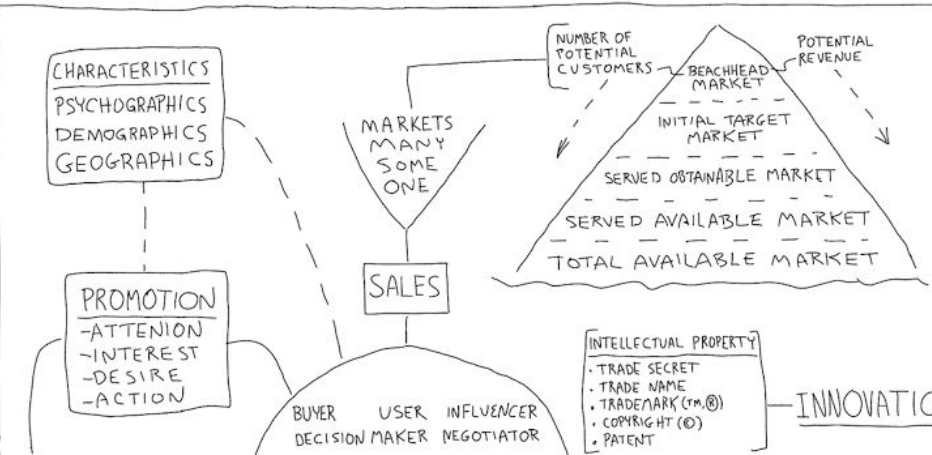 CHARACTERISTICS
PSYCHOGRAPHICS
DEMOGRAPHICS
GEOGRAPHICS
PROMOTION
-ATTENION
-INTEREST
-DESIRE
-ACTION
MARKETS
MANY
SOME
ONE
SALES
BUYER USER INFLUENCER
DECISION MAKER NEGOTIATOR
NUMBER OF
POTENTIAL
CUSTOMERS
POTENTIAL
REVENUE
BEACHHEAD
MARKET
INITIAL TARGET
MARKET
SERVED OBTAINABLE MARKET
SERVED AVAILABLE MARKET
TOTAL AVAILABLE MARKET
INTELLECTUAL PROPERTY
• TRADE SECRET
• TRADE NAME
• TRADEMARK (TM, ®)
• COPYRIGHT (©)
• PATENT
INNOVATIO